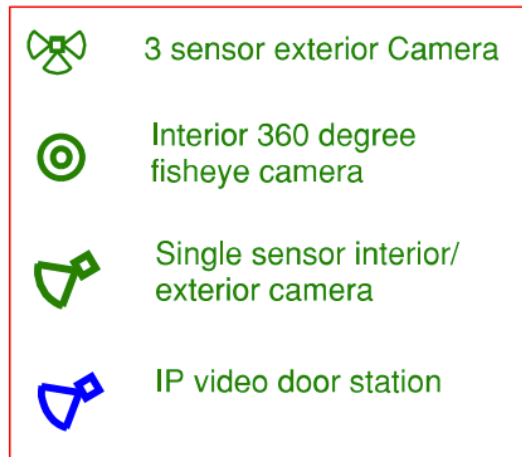 3 sensor exterior Camera
Interior 360 degree
fisheye camera
Single sensor interior/
exterior camera
IP video door station